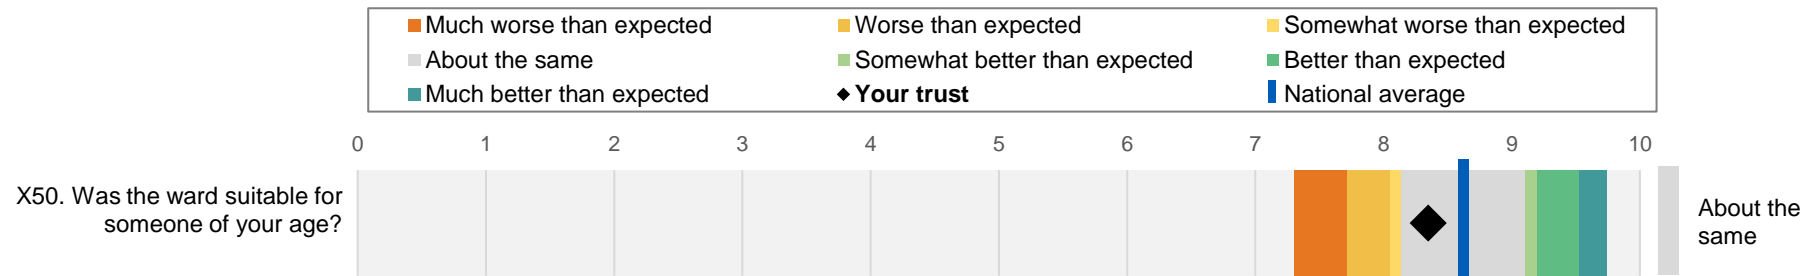 Much worse than expected Worse than expected Somewhat worse than expected
About the same Somewhat better than expected Better than expected
Much better than expected Your trust National average
0 1 2 3 4 5 6 7 8 9 10
X50. Was the ward suitable for
someone of your age?
About the
same